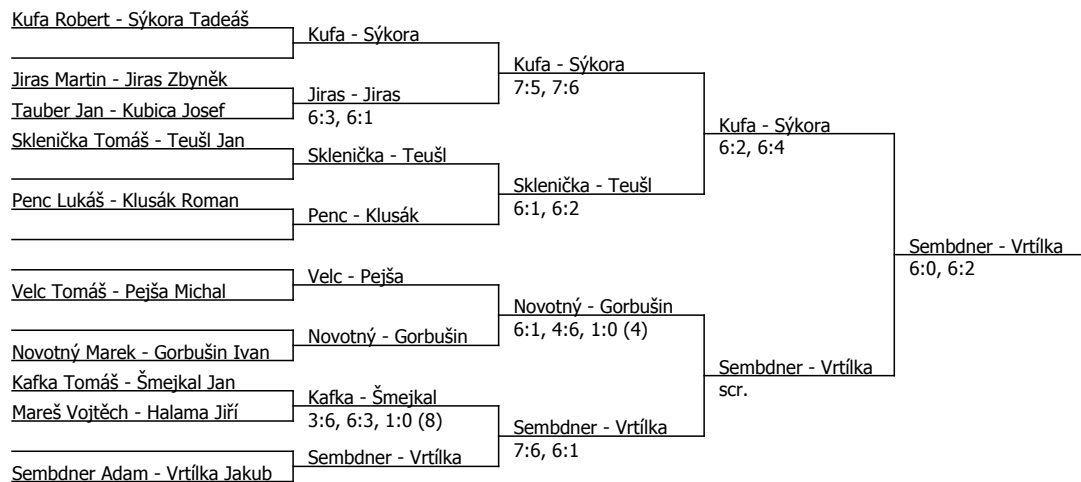 Kufa Robert - Sýkora Tadeáš
Jiras Martin - Jiras Zbyněk
Tauber Jan - Kubica Josef
Sklenička Tomáš - Teušl Jan
Penc Lukáš - Klusák Roman
Velc Tomáš - Pejša Michal
Novotný Marek - Gorbušin Ivan
Kafka Tomáš - Šmejkal Jan
Mareš Vojtěch - Halama Jiří
Sembdner Adam - Vrtílka Jakub
Kufa - Sýkora
Jiras - Jiras
6:3, 6:1
Sklenička - Teušl
Penc - Klusák
Velc - Pejša
Novotný - Gorbušin
Kafka - Šmejkal
3:6, 6:3, 1:0 (8)
Sembdner - Vrtílka
Kufa - Sýkora
7:5, 7:6
Sklenička - Teušl
6:1, 6:2
Novotný - Gorbušin
6:1, 4:6, 1:0 (4)
Sembdner - Vrtílka
7:6, 6:1
Kufa - Sýkora
6:2, 6:4
Sembdner - Vrtílka
scr.
Sembdner - Vrtílka
6:0, 6:2